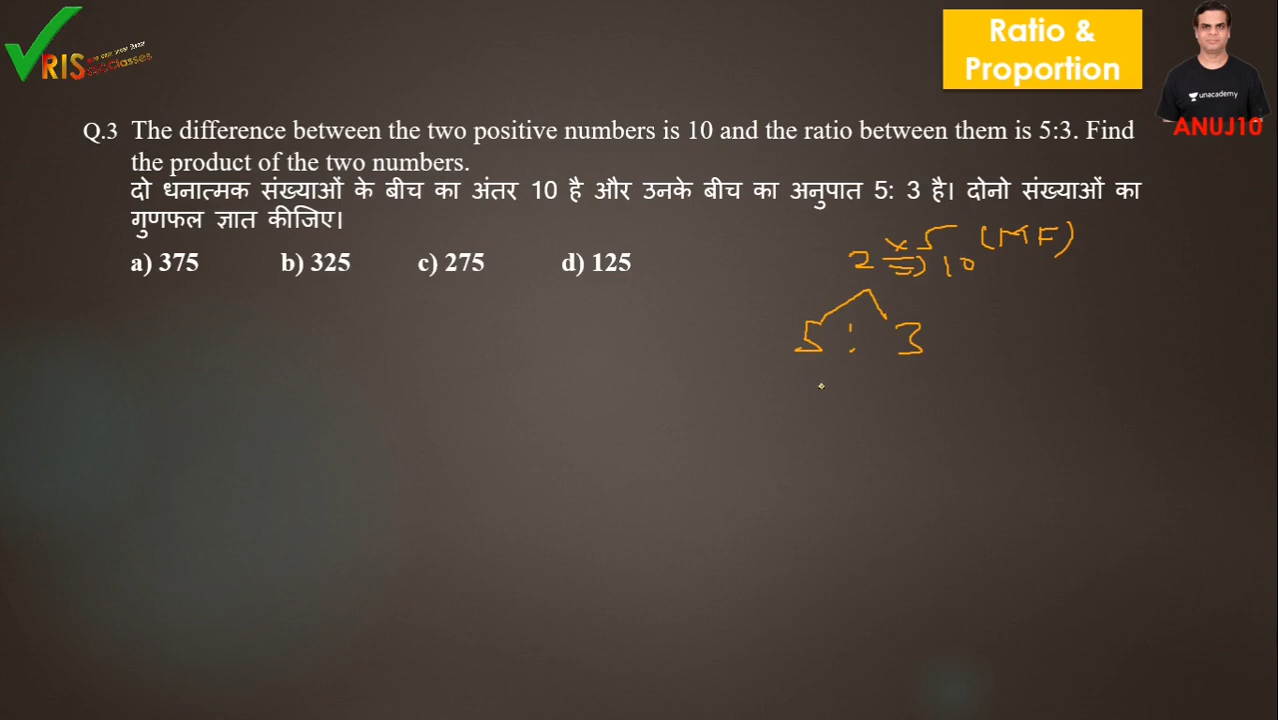 RIS
Ratio &
Proportion
unacademy
ANUJ10
Q.3 The difference between the two positive numbers is 10 and the ratio between them is 5:3. Find
the product of the two numbers.
दो धनात्मक संख्याओं के बीच का अंतर 10 है और उनके बीच का अनुपात 5: 3 है। दोनो संख्याओं का
गुणफल ज्ञात कीजिए।
a) 375 b) 325 c) 275 d) 125
×5 (MF)
2 => 10
5 : 3